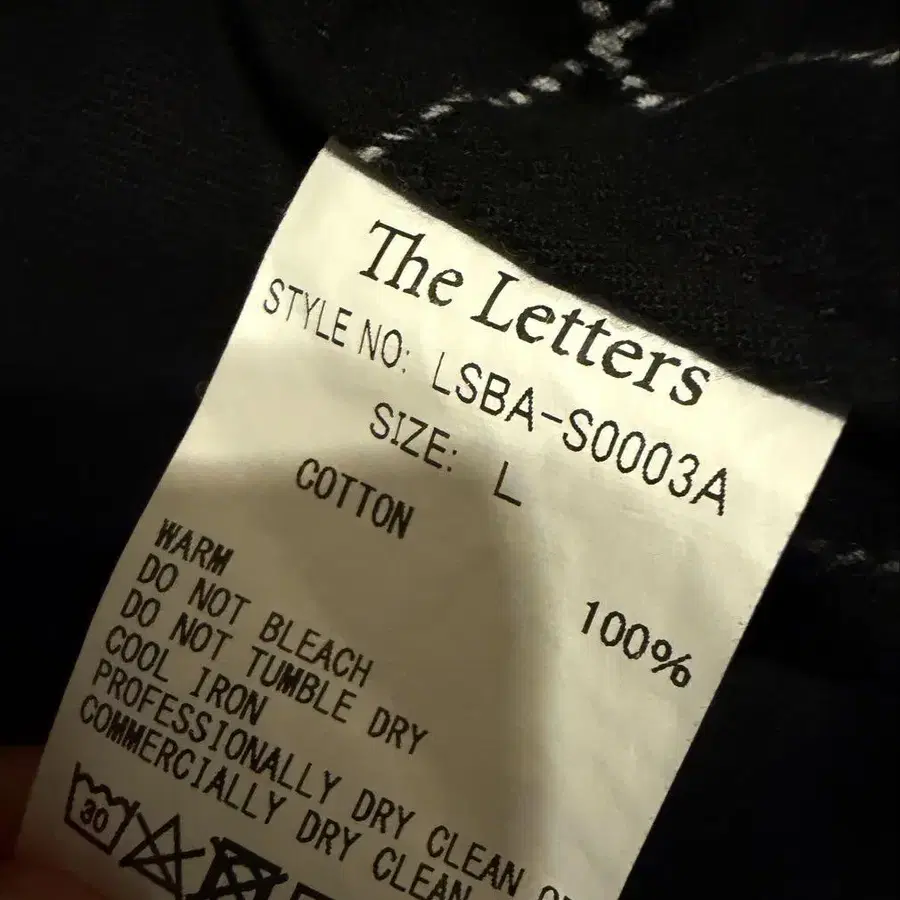 The Letters
STYLE NO: LSBA-S0003A
SIZE: L
COTTON 100%
WARM
DO NOT BLEACH
DO NOT TUMBLE DRY
COOL IRON
PROFESSIONALLY DRY CLEAN
COMMERCIALLY DRY CLEAN
30